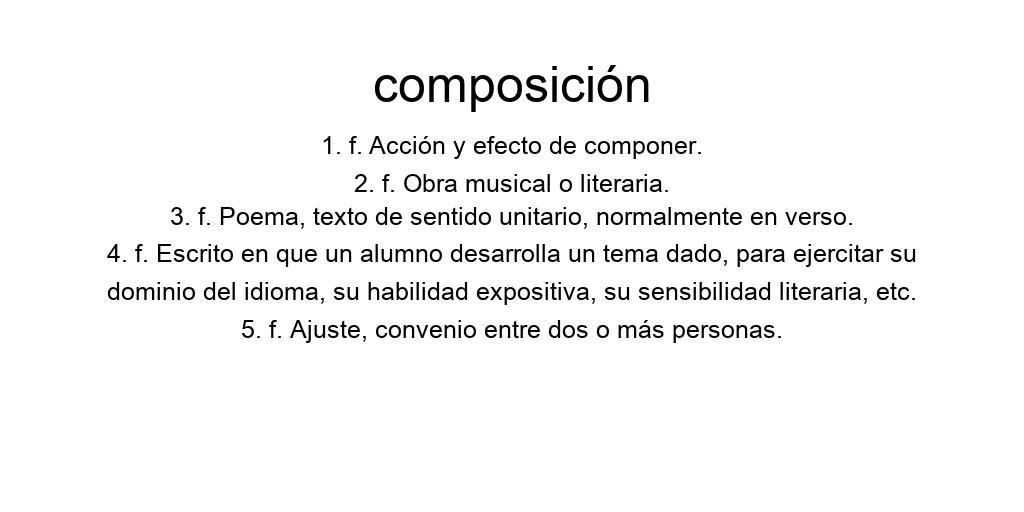 composición
1. f. Acción y efecto de componer.
2. f. Obra musical o literaria.
3. f. Poema, texto de sentido unitario, normalmente en verso.
4. f. Escrito en que un alumno desarrolla un tema dado, para ejercitar su
dominio del idioma, su habilidad expositiva, su sensibilidad literaria, etc.
5. f. Ajuste, convenio entre dos o más personas.